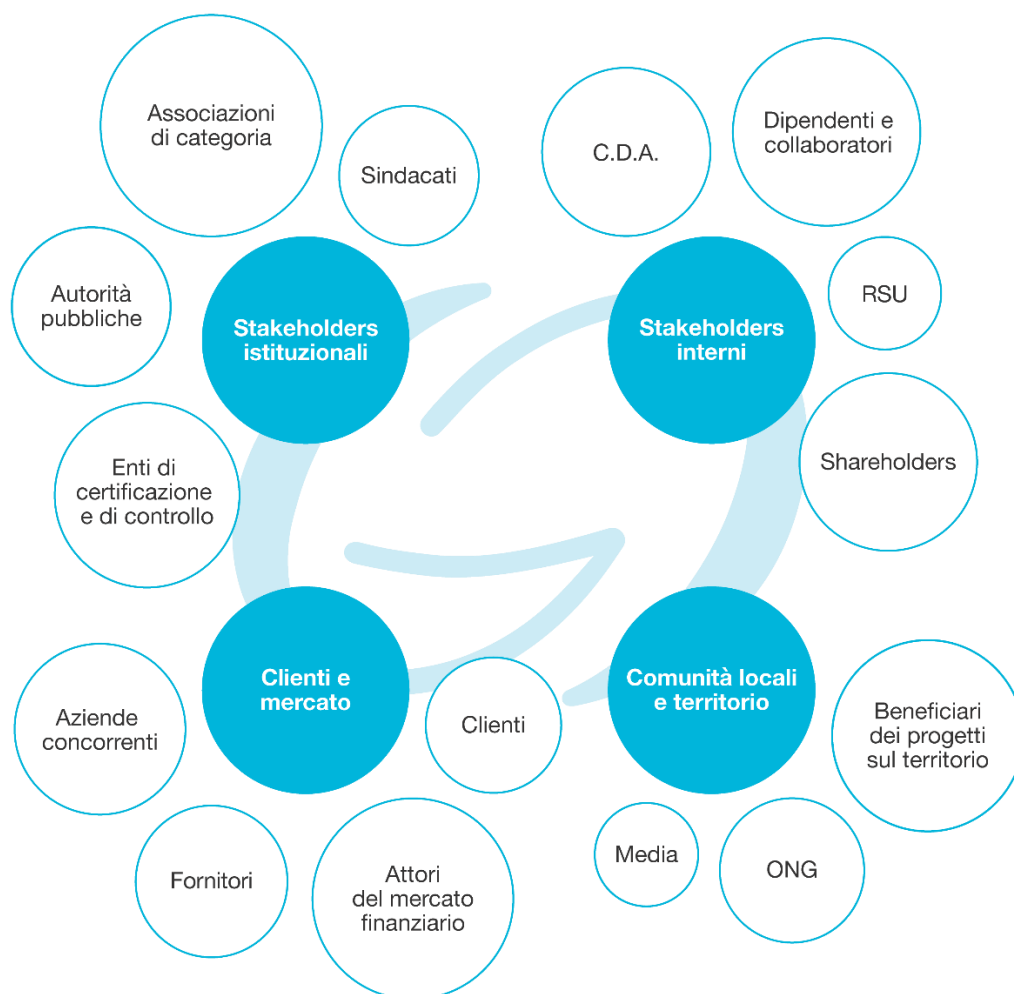 Associazioni
di categoria
Sindacati
Autorità
pubbliche
Stakeholders
istituzionali
Enti di
certificazione
e di controllo
C.D.A.
Dipendenti e
collaboratori
RSU
Stakeholders
interni
Shareholders
Clienti e
mercato
Aziende
concorrenti
Clienti
Fornitori
Attori
del mercato
finanziario
Comunità locali
e territorio
Beneficiari
dei progetti
sul territorio
Media
ONG